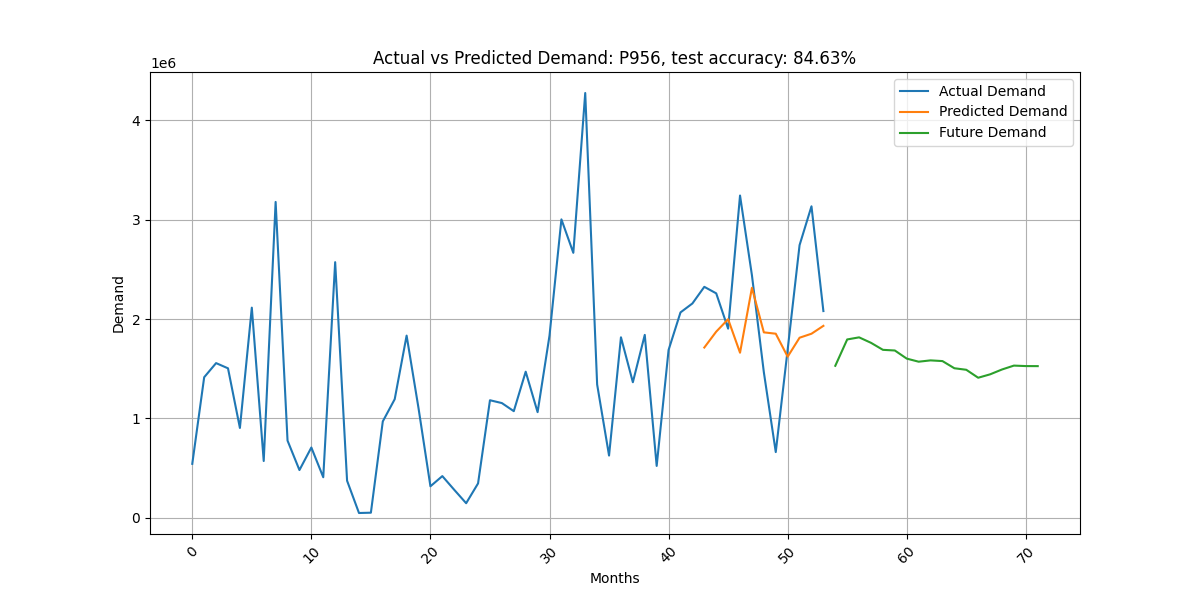 Actual vs Predicted Demand: P956, test accuracy: 84.63%
1e6
Actual Demand
Predicted Demand
Future Demand
4
3
2
1
0
Demand
0
10
20
30
40
50
60
70
Months